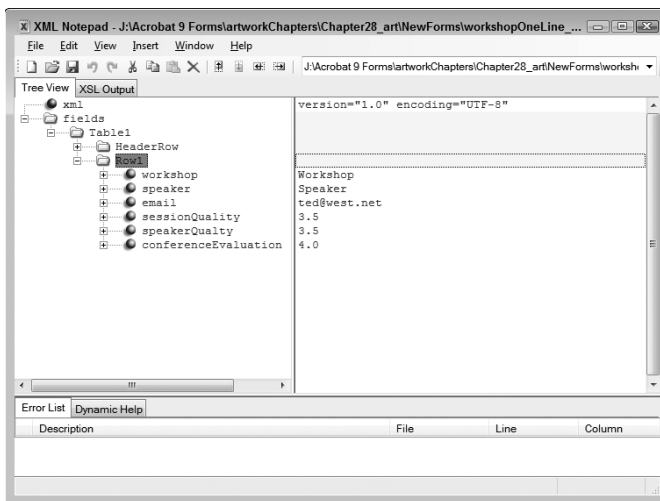 XML Notepad - J:\Acrobat 9 Forms\artworkChapters\Chapter28_art\NewForms\workshopOneLine_...
File Edit View Insert Window Help
J:\Acrobat 9 Forms\artworkChapters\Chapter28_art\NewForms\worksh
Tree View XSL Output
xml version="1.0" encoding="UTF-8"
fields
Table1
HeaderRow
Row1
workshop Workshop
speaker Speaker
email ted@west.net
sessionQuality 3.5
speakerQualty 3.5
conferenceEvaluation 4.0
Error List Dynamic Help
Description File Line Column